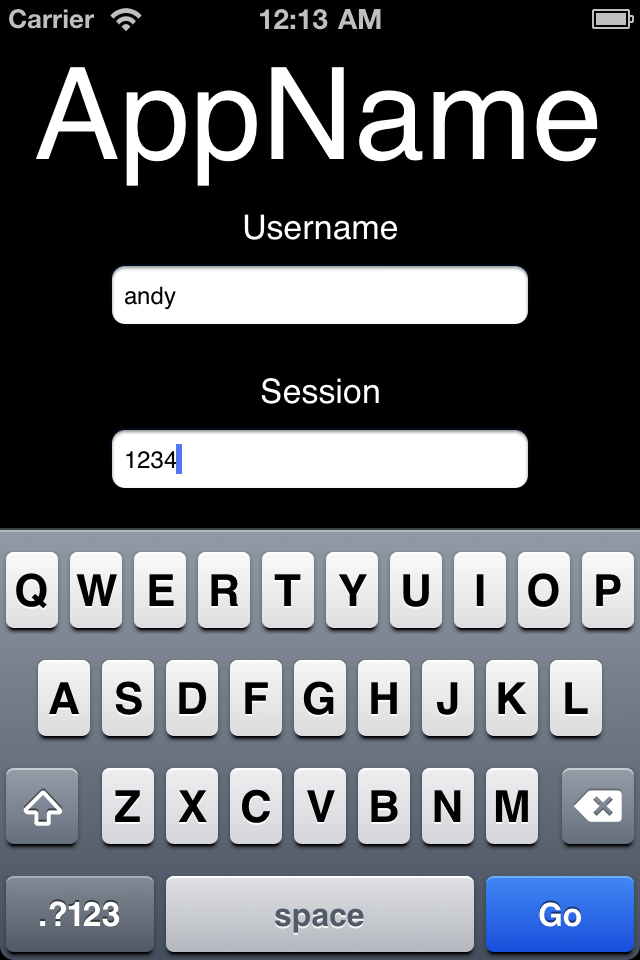 Carrier 12:13 AM
AppName
Username
andy
Session
1234
Q W E R T Y U I O P
A S D F G H J K L
Z X C V B N M
.?123 space Go